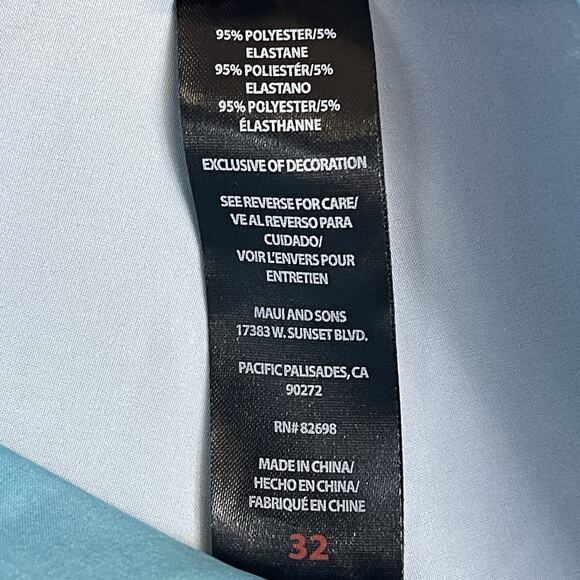 95% POLYESTER/5%
ELASTANE
95% POLIESTÉR/5%
ELASTANO
95% POLYESTER/5%
ÉLASTHANNE
EXCLUSIVE OF DECORATION
SEE REVERSE FOR CARE/
VE AL REVERSO PARA
CUIDADO/
VOIR L'ENVERS POUR
ENTRETIEN
MAUI AND SONS
17383 W. SUNSET BLVD.
PACIFIC PALISADES, CA
90272
RN# 82698
MADE IN CHINA/
HECHO EN CHINA/
FABRIQUÉ EN CHINE
32